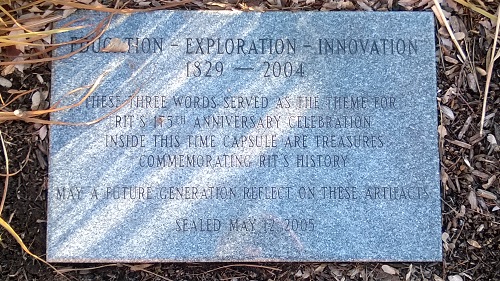 EDUCATION - EXPLORATION - INNOVATION
1829 — 2004
THESE THREE WORDS SERVED AS THE THEME FOR
RIT'S 175TH ANNIVERSARY CELEBRATION
INSIDE THIS TIME CAPSULE ARE TREASURES
COMMEMORATING RIT'S HISTORY
MAY A FUTURE GENERATION REFLECT ON THESE ARTIFACTS
SEALED MAY 12, 2005